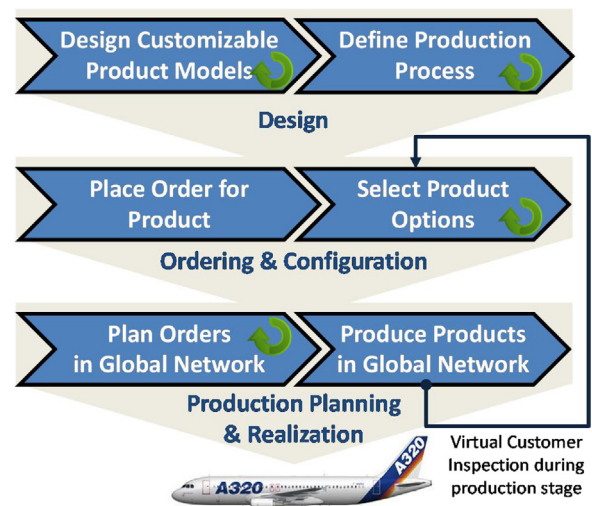 Design Customizable
Product Models
Define Production
Process
Design
Place Order for
Product
Select Product
Options
Ordering & Configuration
Plan Orders
in Global Network
Produce Products
in Global Network
Production Planning
& Realization
Virtual Customer
Inspection during
production stage
A320
A320